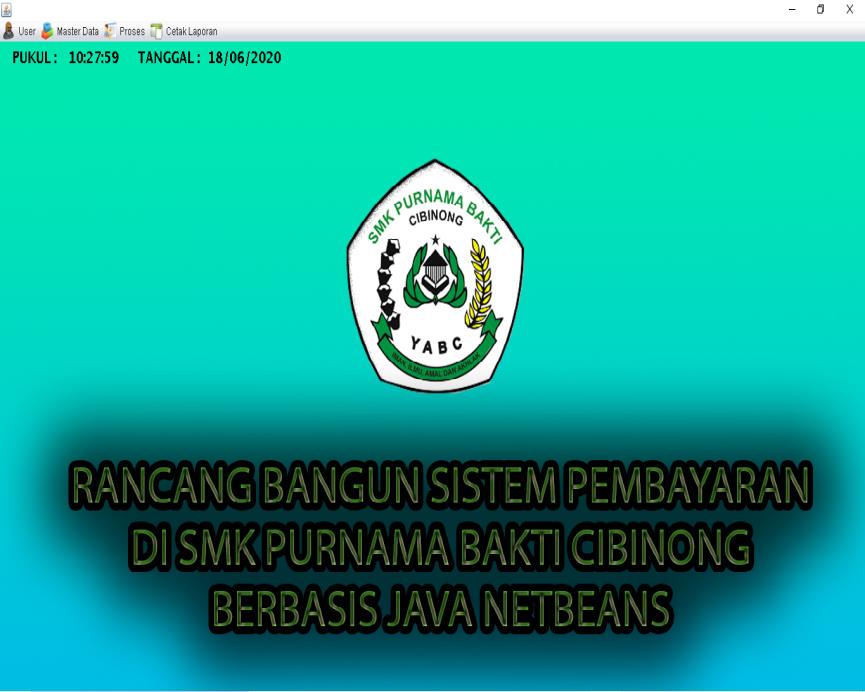 User Master Data Proses Cetak Laporan
PUKUL : 10:27:59 TANGGAL : 18/06/2020
SMK PURNAMA BAKTI
CIBINONG
YABC
IMAN, ILMU, AMAL DAN AKHLAK
RANCANG BANGUN SISTEM PEMBAYARAN
DI SMK PURNAMA BAKTI CIBINONG
BERBASIS JAVA NETBEANS